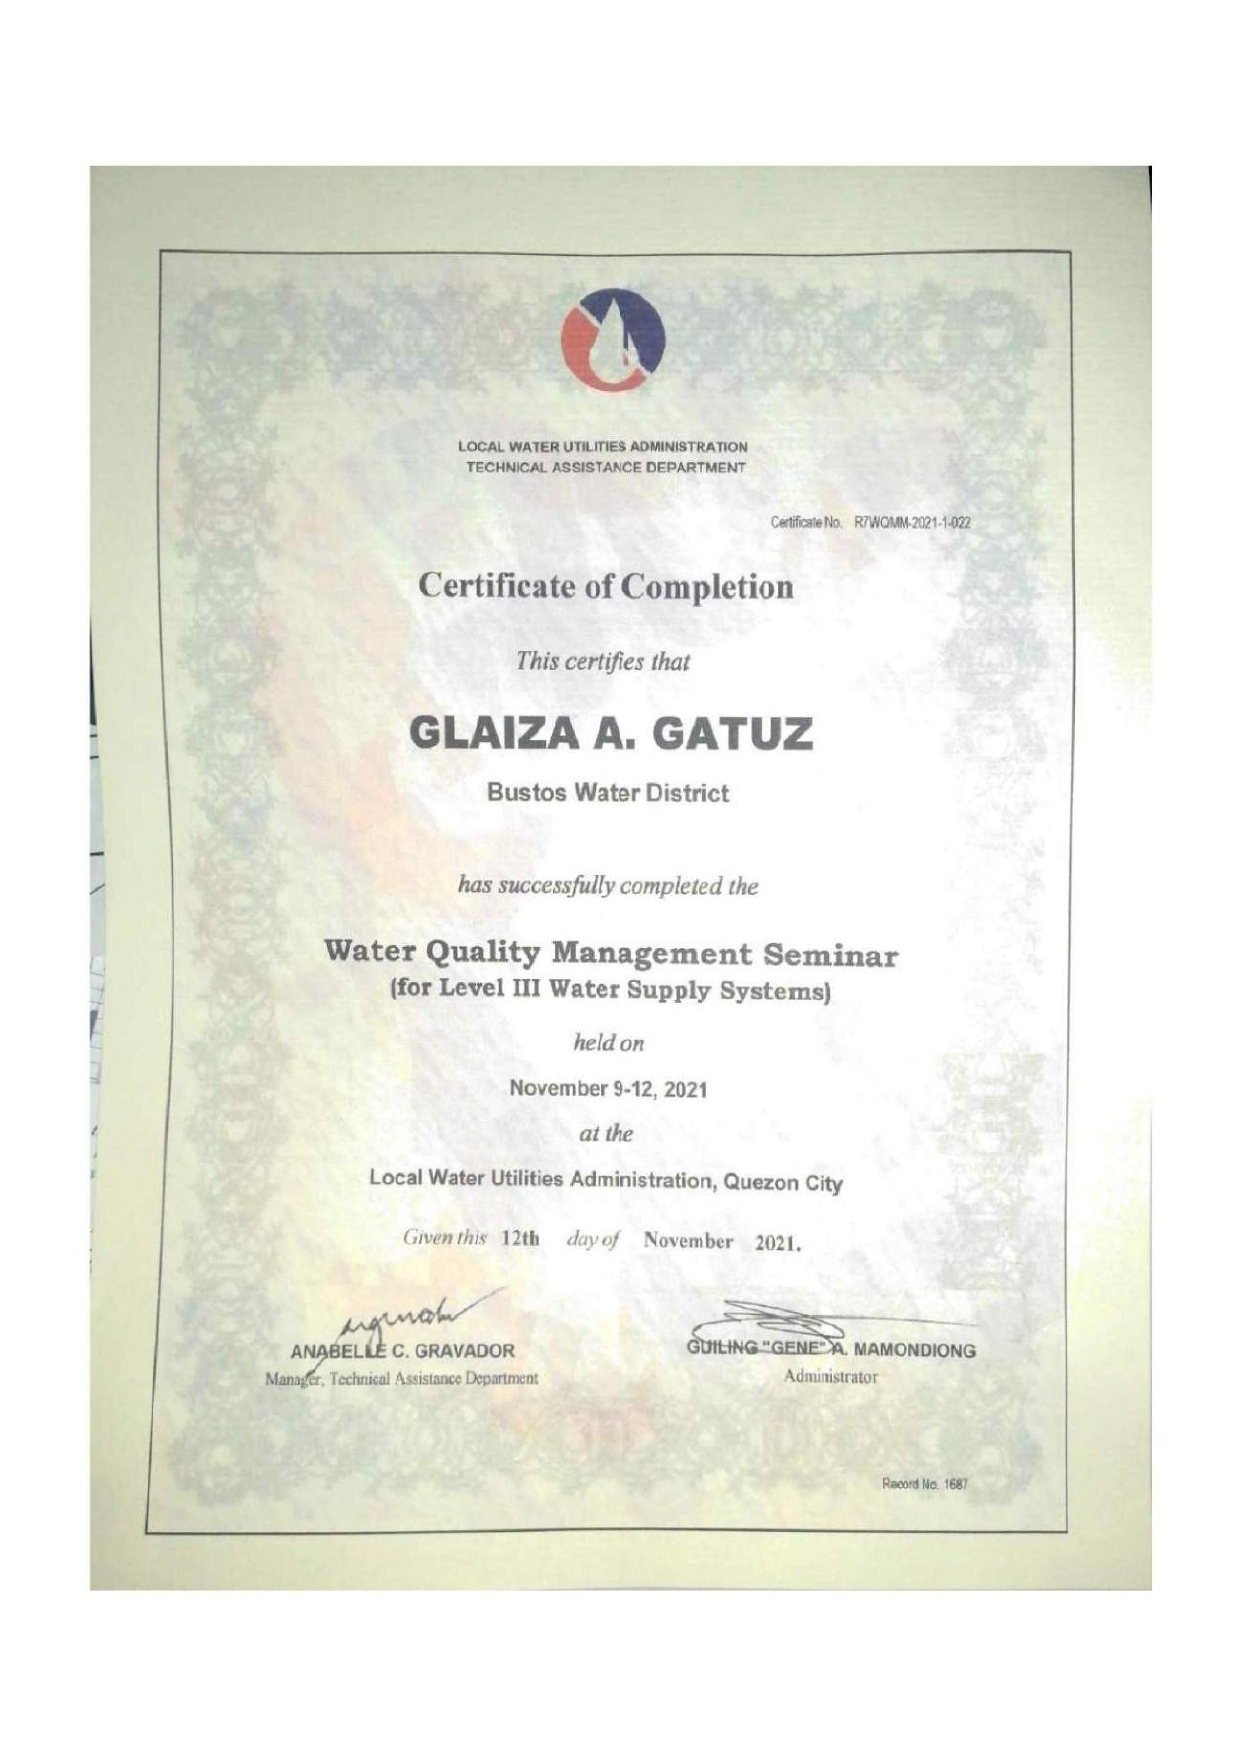 LOCAL WATER UTILITIES ADMINISTRATION
TECHNICAL ASSISTANCE DEPARTMENT
Certificate No. R7WQMM-2021-1-022
Certificate of Completion
This certifies that
GLAIZA A. GATUZ
Bustos Water District
has successfully completed the
Water Quality Management Seminar
(for Level III Water Supply Systems)
held on
November 9-12, 2021
at the
Local Water Utilities Administration, Quezon City
Given this 12th day of November 2021.
ANABELLE C. GRAVADOR
Manager, Technical Assistance Department
GUILING "GENE" A. MAMONDIONG
Administrator
Record No. 1687